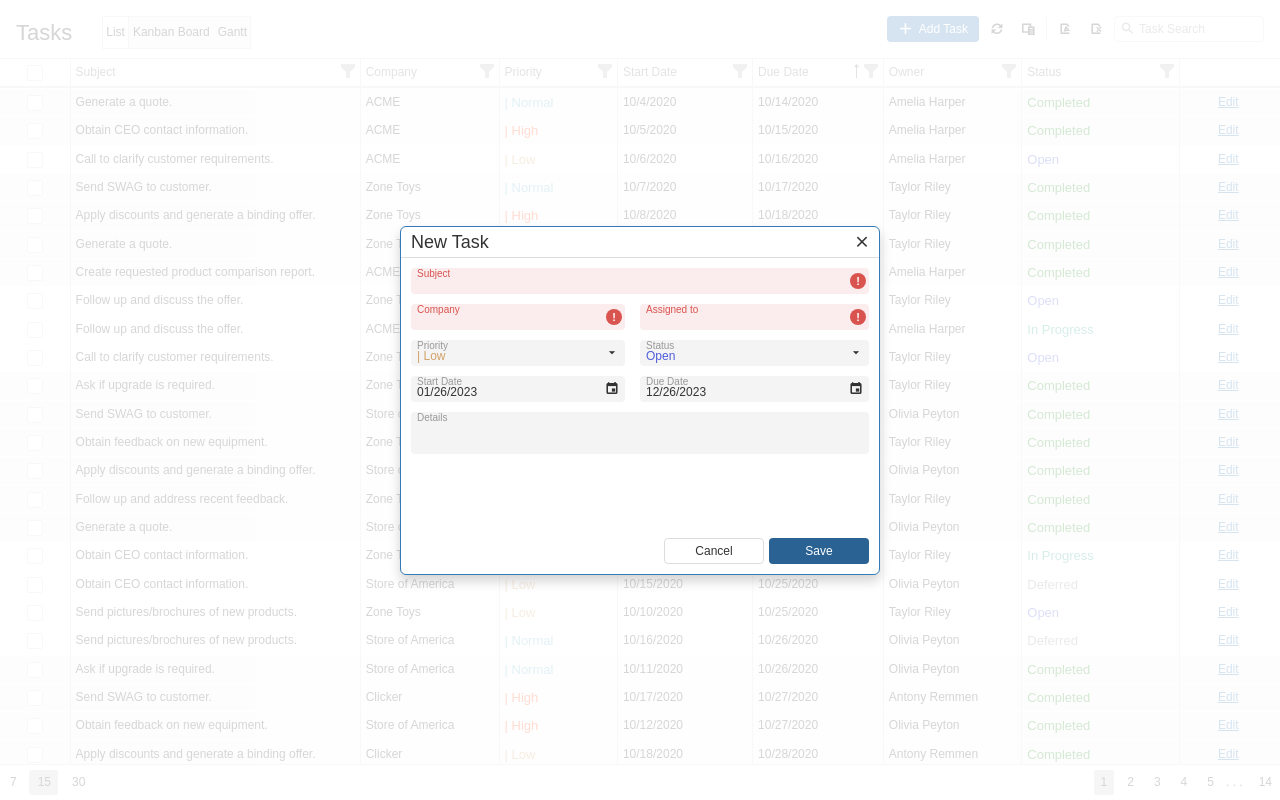 Tasks List Kanban Board Gantt Add Task Task Search
Subject Company Priority Start Date Due Date Owner Status
Generate a quote. ACME | Normal 10/4/2020 10/14/2020 Amelia Harper Completed Edit
Obtain CEO contact information. ACME | High 10/5/2020 10/15/2020 Amelia Harper Completed Edit
Call to clarify customer requirements. ACME | Low 10/6/2020 10/16/2020 Amelia Harper Open Edit
Send SWAG to customer. Zone Toys | Normal 10/7/2020 10/17/2020 Taylor Riley Completed Edit
Apply discounts and generate a binding offer. Zone Toys | High 10/8/2020 10/18/2020 Taylor Riley Completed Edit
Generate a quote. Zone Taylor Riley Completed Edit
Create requested product comparison report. ACME Amelia Harper Completed Edit
Follow up and discuss the offer. Zone Taylor Riley Open Edit
Follow up and discuss the offer. ACME Amelia Harper In Progress Edit
Call to clarify customer requirements. Zone Taylor Riley Open Edit
Ask if upgrade is required. Zone Taylor Riley Completed Edit
Send SWAG to customer. Store Olivia Peyton Completed Edit
Obtain feedback on new equipment. Zone Taylor Riley Completed Edit
Apply discounts and generate a binding offer. Store Olivia Peyton Completed Edit
Follow up and address recent feedback. Zone Taylor Riley Completed Edit
Generate a quote. Store Olivia Peyton Completed Edit
Obtain CEO contact information. Zone Taylor Riley In Progress Edit
Obtain CEO contact information. Store of America | Low 10/15/2020 10/25/2020 Olivia Peyton Deferred Edit
Send pictures/brochures of new products. Zone Toys | Low 10/10/2020 10/25/2020 Taylor Riley Open Edit
Send pictures/brochures of new products. Store of America | Normal 10/16/2020 10/26/2020 Olivia Peyton Deferred Edit
Ask if upgrade is required. Store of America | Normal 10/11/2020 10/26/2020 Olivia Peyton Completed Edit
Send SWAG to customer. Clicker | High 10/17/2020 10/27/2020 Antony Remmen Completed Edit
Obtain feedback on new equipment. Store of America | High 10/12/2020 10/27/2020 Olivia Peyton Completed Edit
Apply discounts and generate a binding offer. Clicker | Low 10/18/2020 10/28/2020 Antony Remmen Completed Edit
7 15 30 1 2 3 4 5 . . . 14
New Task
Subject
Company Assigned to
Priority Status
| Low Open
Start Date Due Date
01/26/2023 12/26/2023
Details
Cancel Save